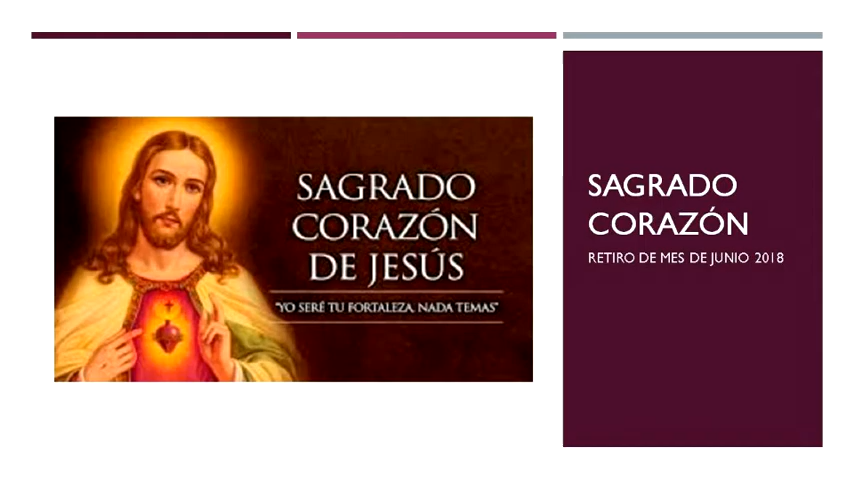 SAGRADO
CORAZÓN
DE JESÚS
"YO SERÉ TU FORTALEZA, NADA TEMAS"
SAGRADO
CORAZÓN
RETIRO DE MES DE JUNIO 2018